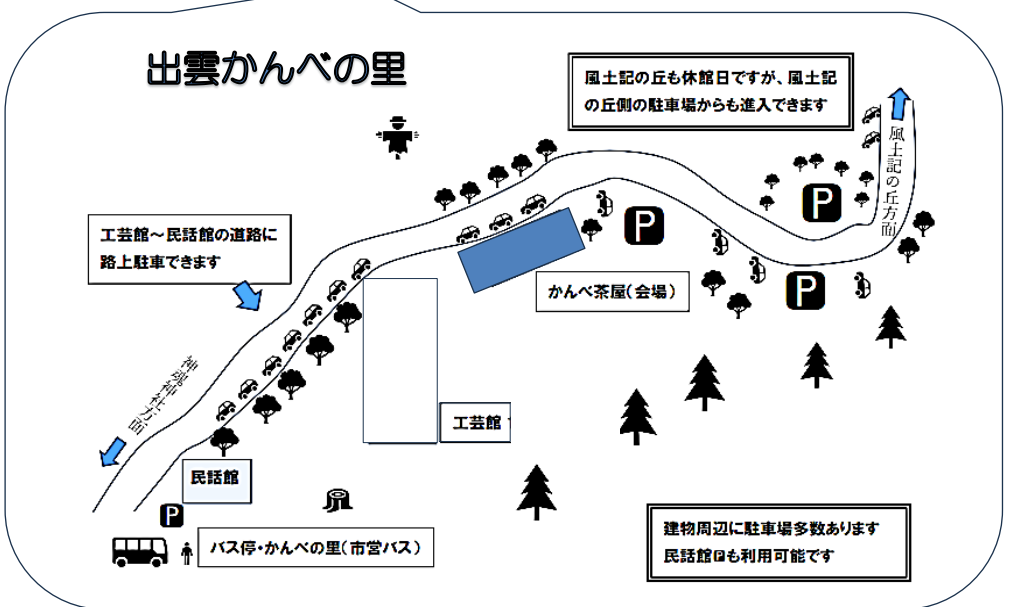 出雲かんべの里
風土記の丘も休館日ですが、風土記
の丘側の駐車場からも進入できます
風土記の丘方面
P
工芸館～民話館の道路に
路上駐車できます
P
かんべ茶屋(会場)
P
神魂神社方面
工芸館
民話館
P
バス停・かんべの里(市営バス)
建物周辺に駐車場多数あります
民話館Pも利用可能です